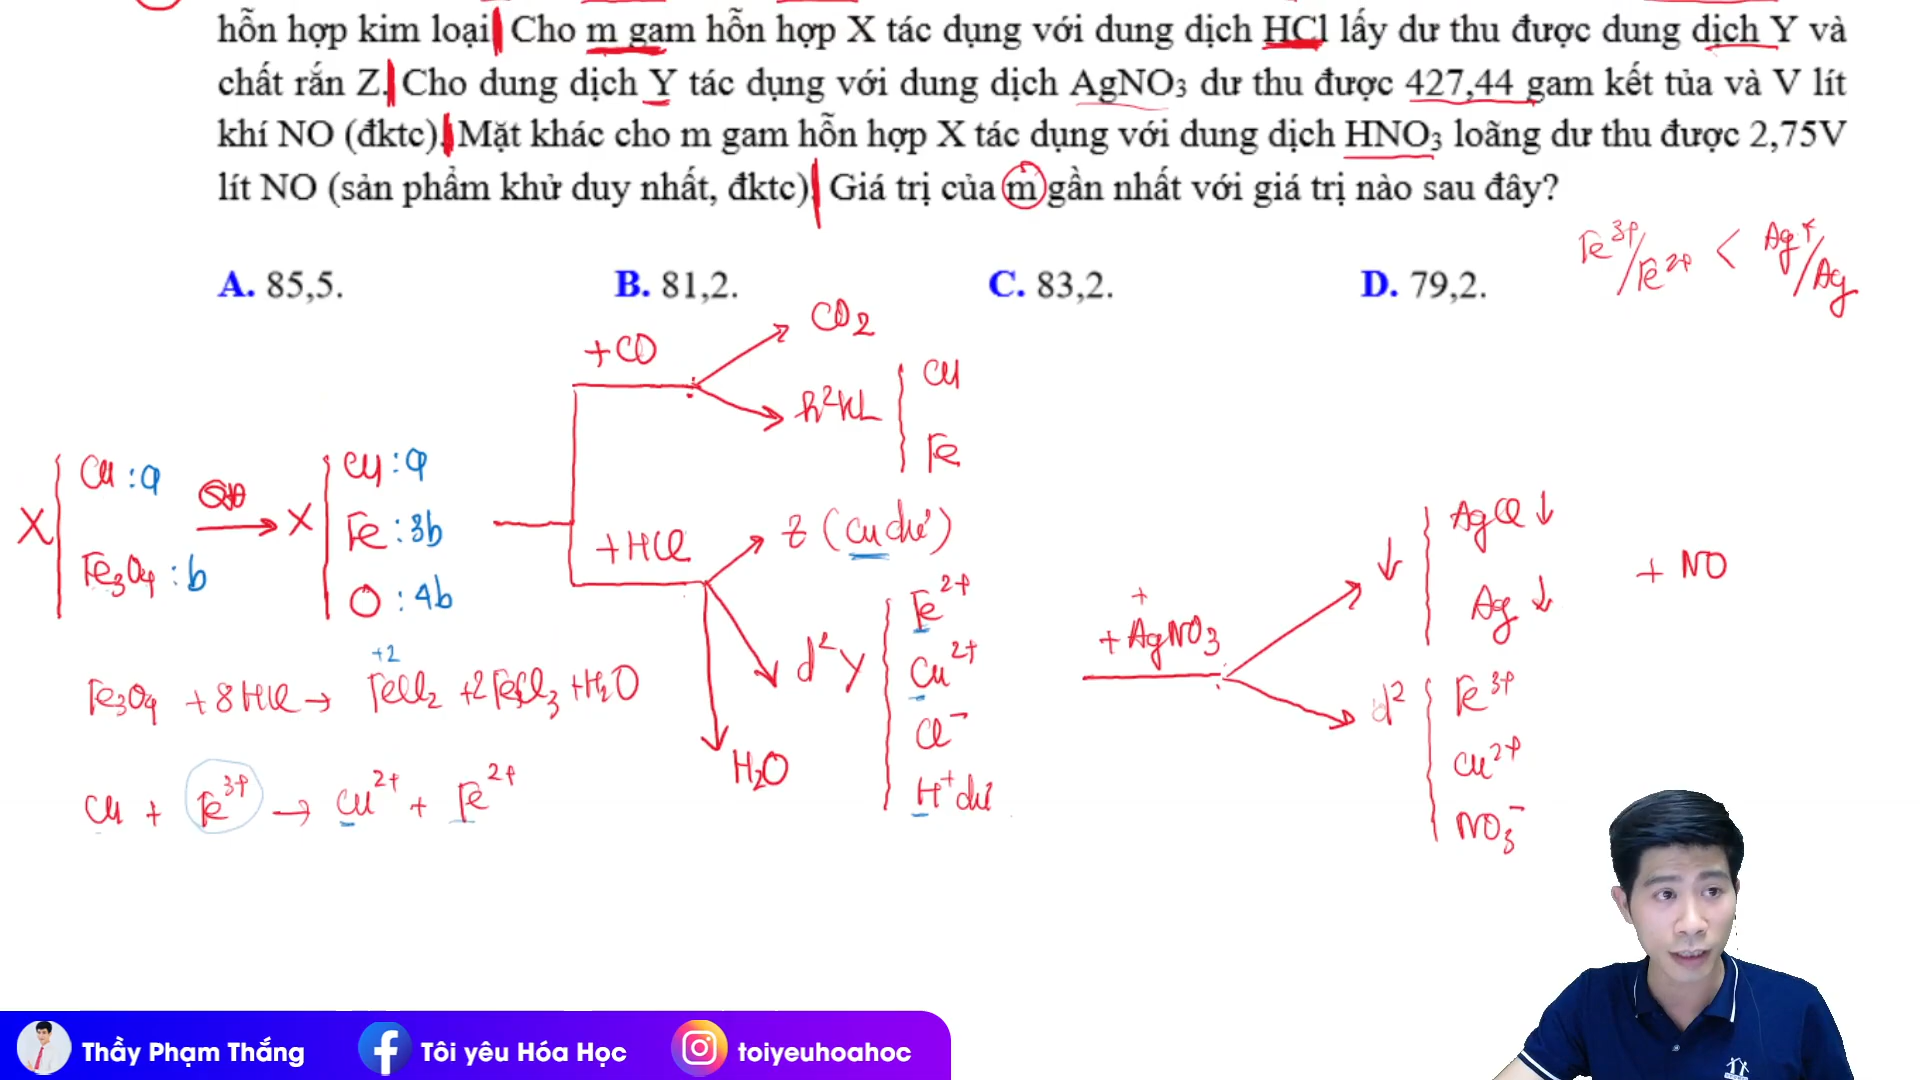 hỗn hợp kim loại. Cho m gam hỗn hợp X tác dụng với dung dịch HCl lấy dư thu được dung dịch Y và
chất rắn Z. Cho dung dịch Y tác dụng với dung dịch AgNO3 dư thu được 427,44 gam kết tủa và V lít
khí NO (đktc). Mặt khác cho m gam hỗn hợp X tác dụng với dung dịch HNO3 loãng dư thu được 2,75V
lít NO (sản phẩm khử duy nhất, đktc). Giá trị của m gần nhất với giá trị nào sau đây?
Fe3+/Fe2+ < Ag+/Ag
A. 85,5. B. 81,2. C. 83,2. D. 79,2.
+CO
CO2
h2KL
Cu
Fe
X
Cu : a
Fe3O4 : b
X
Cu : a
Fe : 3b
O : 4b
+HCl
Z (Cu dư)
d2 Y
Fe2+
Cu2+
Cl-
H+ dư
H2O
+
+AgNO3
↓
AgCl ↓
Ag ↓
+ NO
d2
Fe3+
Cu2+
NO3-
+2
Fe3O4 + 8HCl → FeCl2 + 2FeCl3 + H2O
Cu + Fe3+ → Cu2+ + Fe2+
Thầy Phạm Thắng
Tôi yêu Hóa Học
toiyeuhoahoc